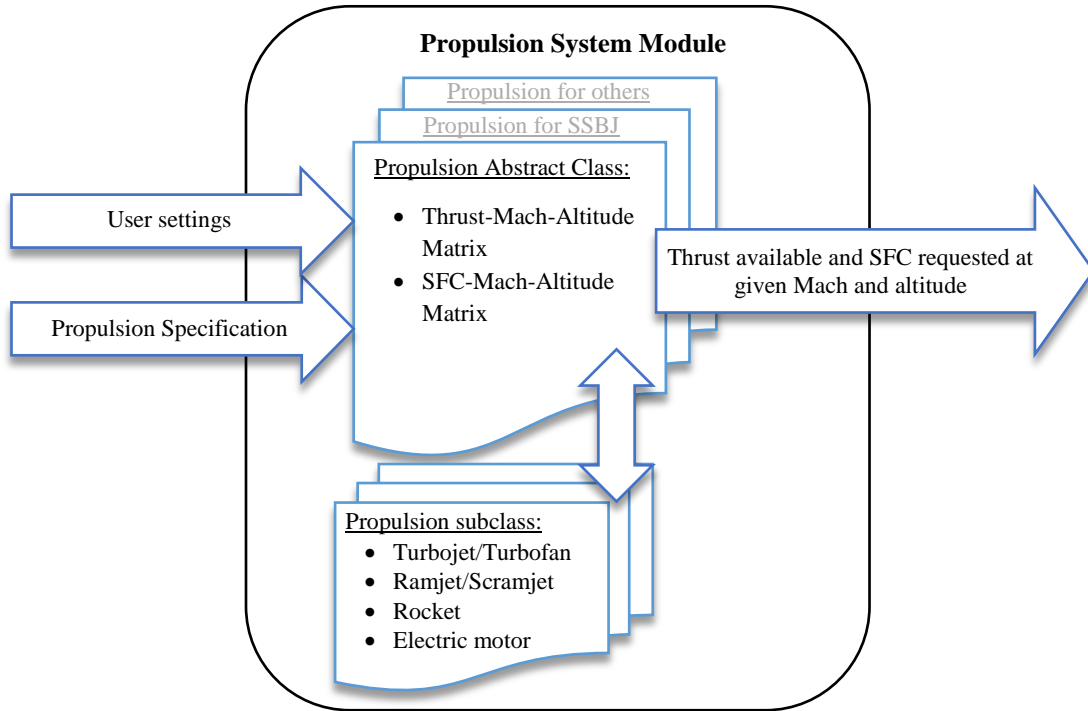 Propulsion System Module
Propulsion for others
Propulsion for SSBJ
Propulsion Abstract Class:
• Thrust-Mach-Altitude
Matrix
• SFC-Mach-Altitude
Matrix
User settings
Propulsion Specification
Thrust available and SFC requested at
given Mach and altitude
Propulsion subclass:
• Turbojet/Turbofan
• Ramjet/Scramjet
• Rocket
• Electric motor